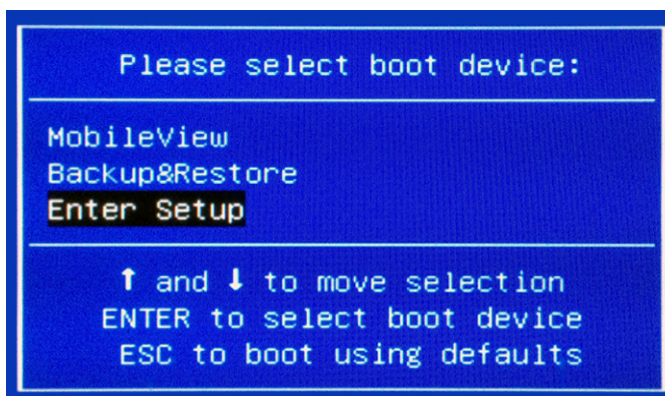 Please select boot device:
MobileView
Backup&Restore
Enter Setup
↑ and ↓ to move selection
ENTER to select boot device
ESC to boot using defaults